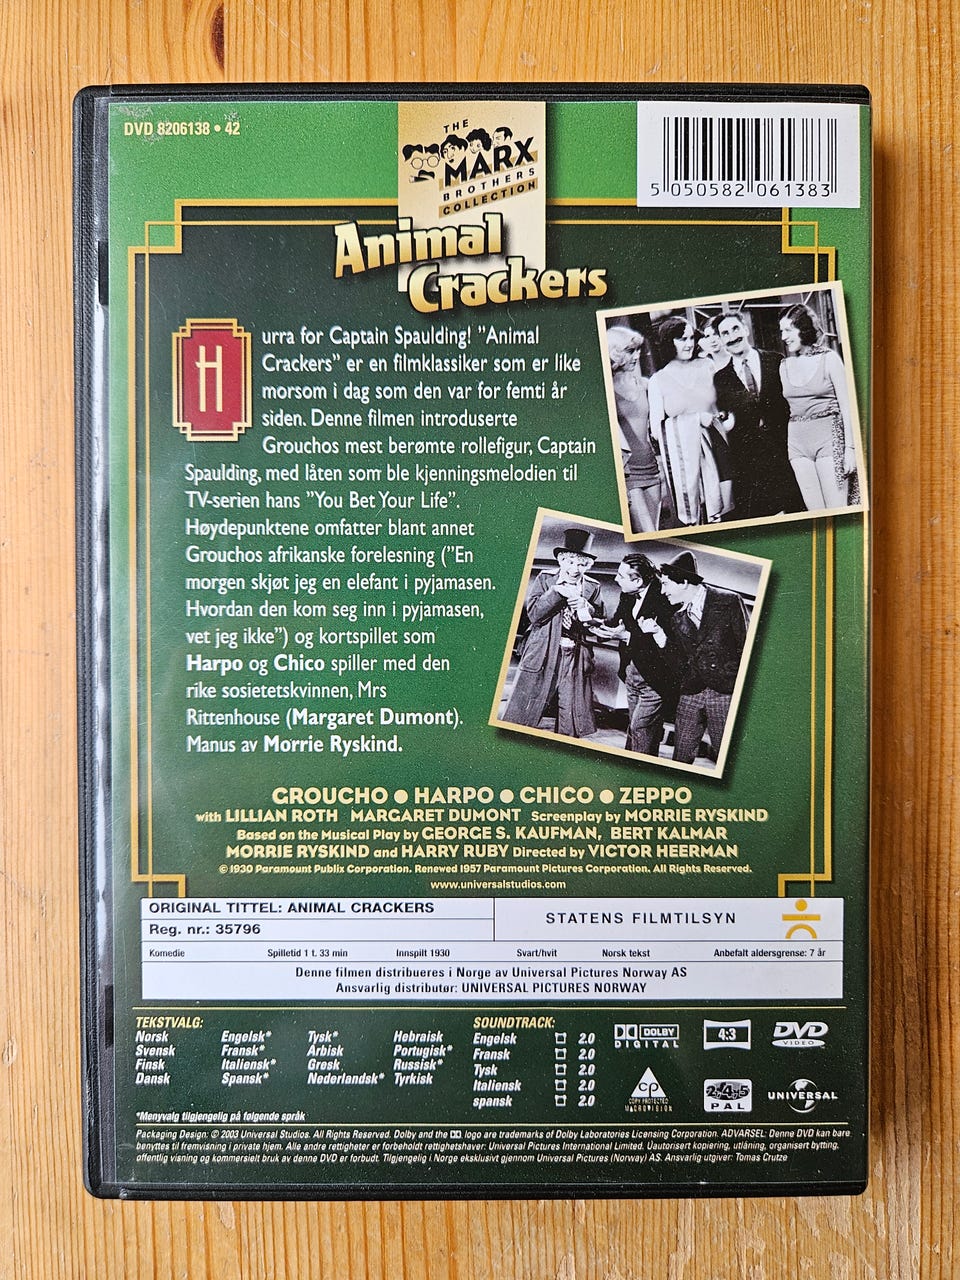 DVD 8206138 • 42
THE
MARX
BROTHERS
COLLECTION
5 050582 061383
Animal
Crackers
Hurra for Captain Spaulding! ”Animal
Crackers” er en filmklassiker som er like
morsom i dag som den var for femti år
siden. Denne filmen introduserte
Grouchos mest berømte rollefigur, Captain
Spaulding, med låten som ble kjenningsmelodien til
TV-serien hans ”You Bet Your Life”.
Høydepunktene omfatter blant annet
Grouchos afrikanske forelesning (”En
morgen skjøt jeg en elefant i pyjamasen.
Hvordan den kom seg inn i pyjamasen,
vet jeg ikke”) og kortspillet som
Harpo og Chico spiller med den
rike sosietetskvinnen, Mrs
Rittenhouse (Margaret Dumont).
Manus av Morrie Ryskind.
GROUCHO ● HARPO ● CHICO ● ZEPPO
with LILLIAN ROTH MARGARET DUMONT Screenplay by MORRIE RYSKIND
Based on the Musical Play by GEORGE S. KAUFMAN, BERT KALMAR
MORRIE RYSKIND and HARRY RUBY Directed by VICTOR HEERMAN
© 1930 Paramount Publix Corporation. Renewed 1957 Paramount Pictures Corporation. All Rights Reserved.
www.universalstudios.com
ORIGINAL TITTEL: ANIMAL CRACKERS
Reg. nr.: 35796
STATENS FILMTILSYN
Komedie Spilletid 1 t. 33 min Innspilt 1930 Svart/hvit Norsk tekst Anbefalt aldersgrense: 7 år
Denne filmen distribueres i Norge av Universal Pictures Norway AS
Ansvarlig distributør: UNIVERSAL PICTURES NORWAY
TEKSTVALG:
Norsk Engelsk* Tysk* Hebraisk
Svensk Fransk* Arbisk Portugisk*
Finsk Italiensk* Gresk Russisk*
Dansk Spansk* Nederlandsk* Tyrkisk
*Menyvalg tilgjengelig på følgende språk
SOUNDTRACK:
Engelsk 2.0
Fransk 2.0
Tysk 2.0
Italiensk 2.0
spansk 2.0
DOLBY
DIGITAL
4:3
DVD
VIDEO
CP
COPY PROTECTED
MACROVISION
2 4 5
PAL
UNIVERSAL
Packaging Design: © 2003 Universal Studios. All Rights Reserved. Dolby and the DD logo are trademarks of Dolby Laboratories Licensing Corporation. ADVARSEL: Denne DVD kan bare
benyttes til fremvisning i private hjem. Alle andre rettigheter er forbeholdt rettighetshaver: Universal Pictures International Limited. Uautorisert kopiering, utlåning, organisert bytting,
offentlig visning og kommersielt bruk av denne DVD er forbudt. Tilgjengelig i Norge eksklusivt gjennom Universal Pictures (Norway) AS. Ansvarlig utgiver: Tomas Crutze